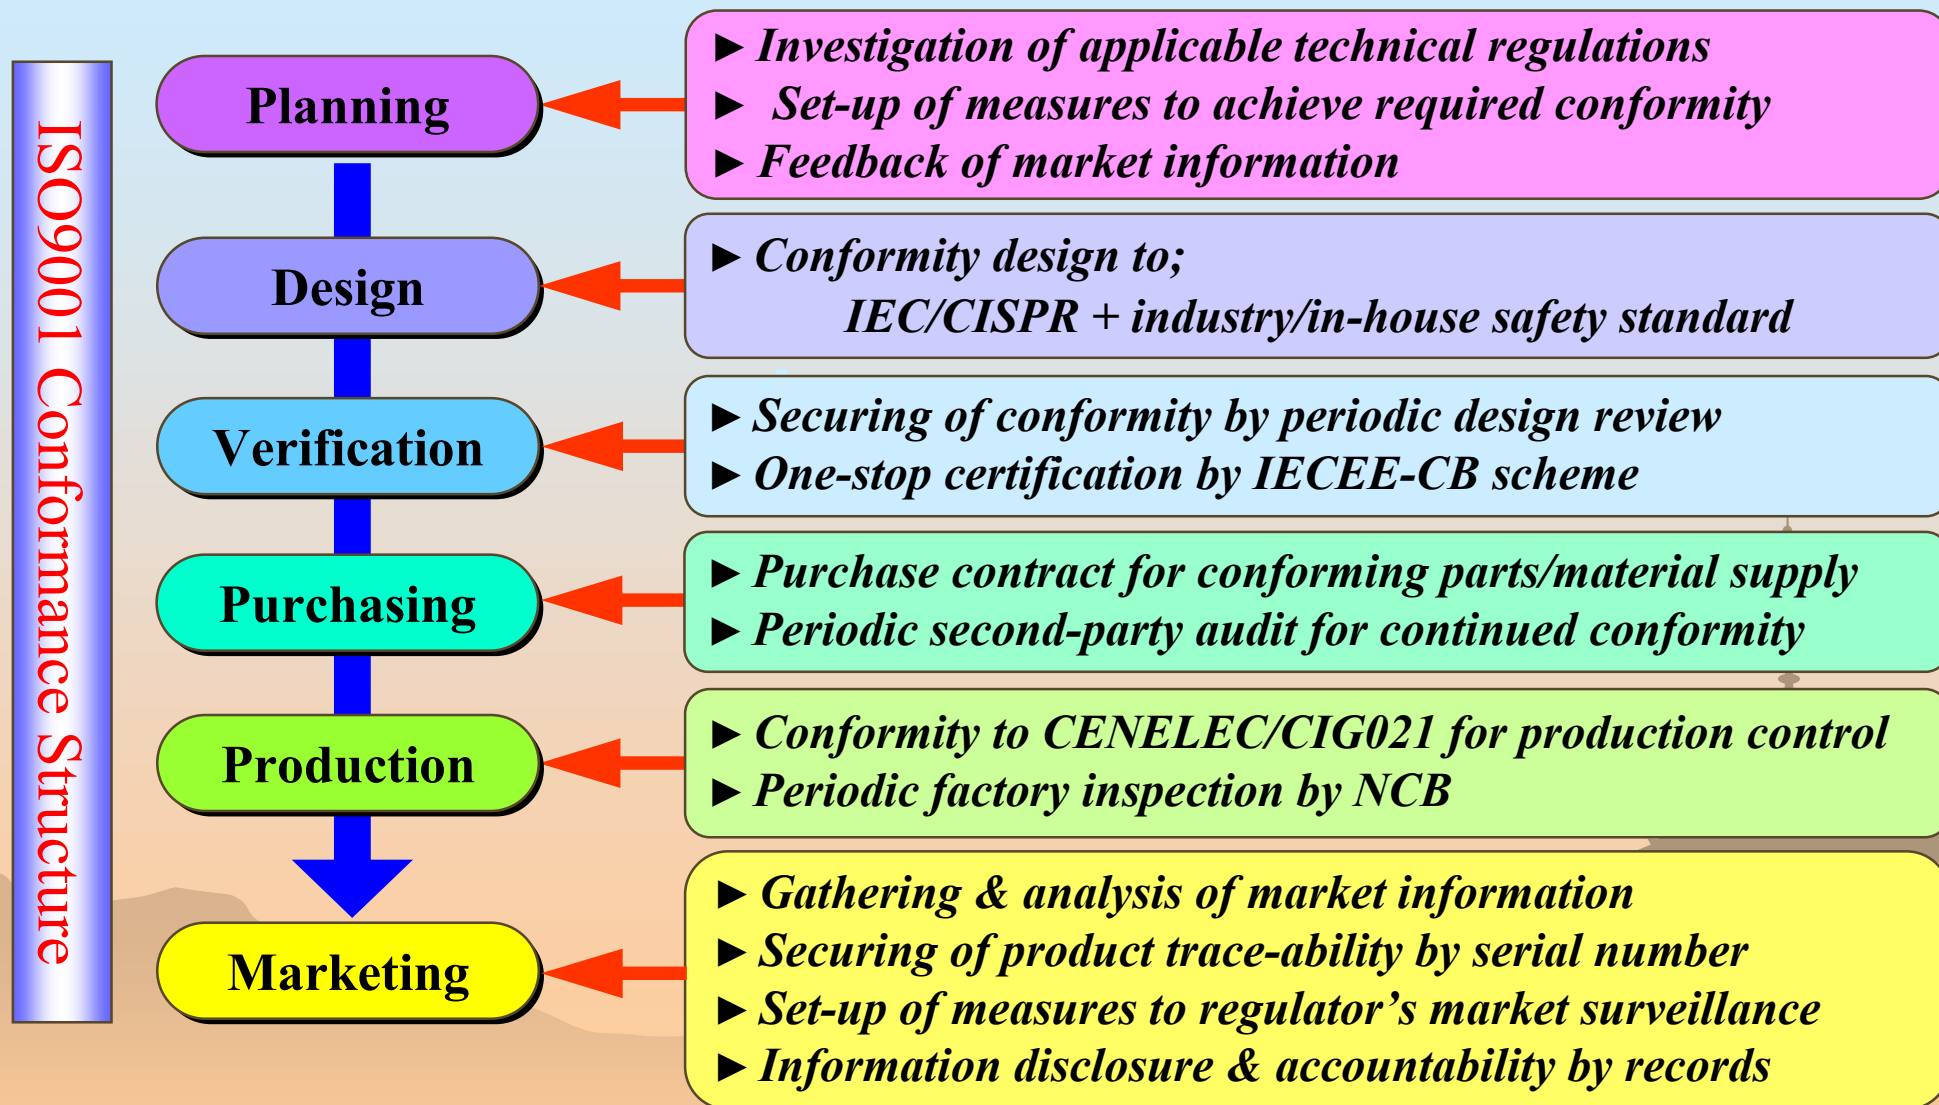 ISO9001 Conformance Structure
Planning
► Investigation of applicable technical regulations
► Set-up of measures to achieve required conformity
► Feedback of market information
Design
► Conformity design to;
IEC/CISPR + industry/in-house safety standard
Verification
► Securing of conformity by periodic design review
► One-stop certification by IECEE-CB scheme
Purchasing
► Purchase contract for conforming parts/material supply
► Periodic second-party audit for continued conformity
Production
► Conformity to CENELEC/CIG021 for production control
► Periodic factory inspection by NCB
Marketing
► Gathering & analysis of market information
► Securing of product trace-ability by serial number
► Set-up of measures to regulator’s market surveillance
► Information disclosure & accountability by records